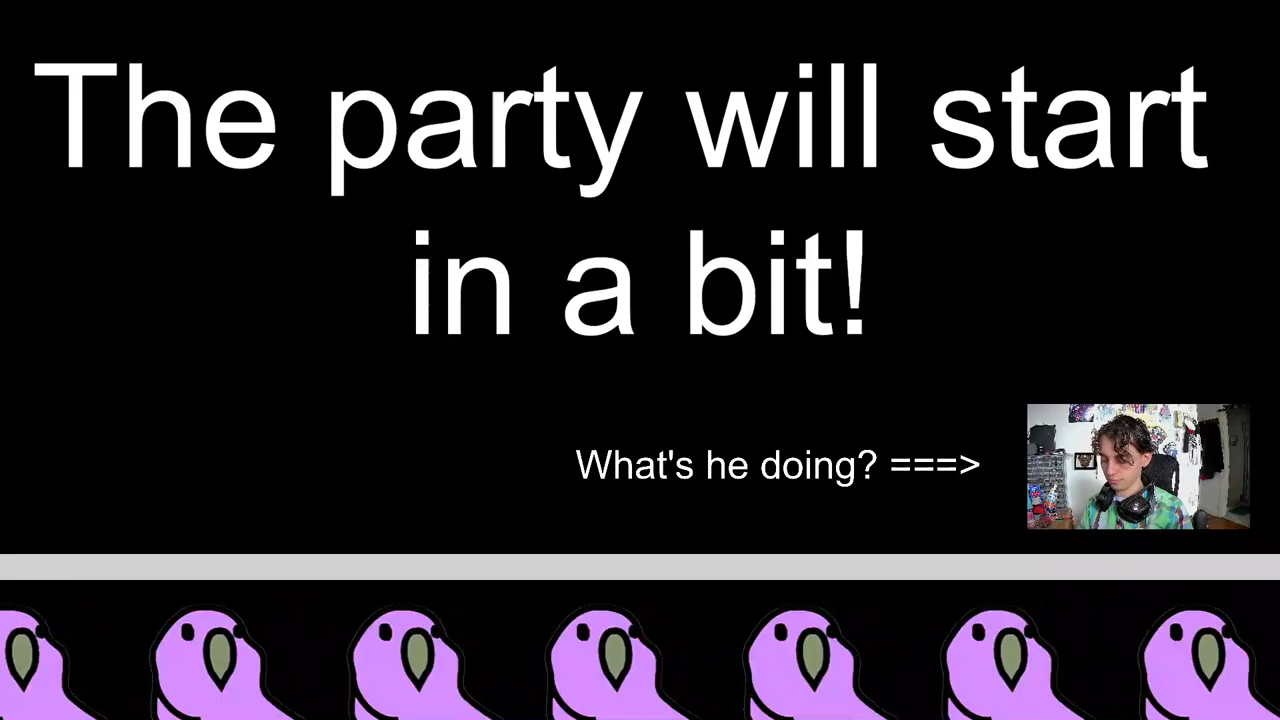 The party will start
in a bit!
What's he doing? ===>